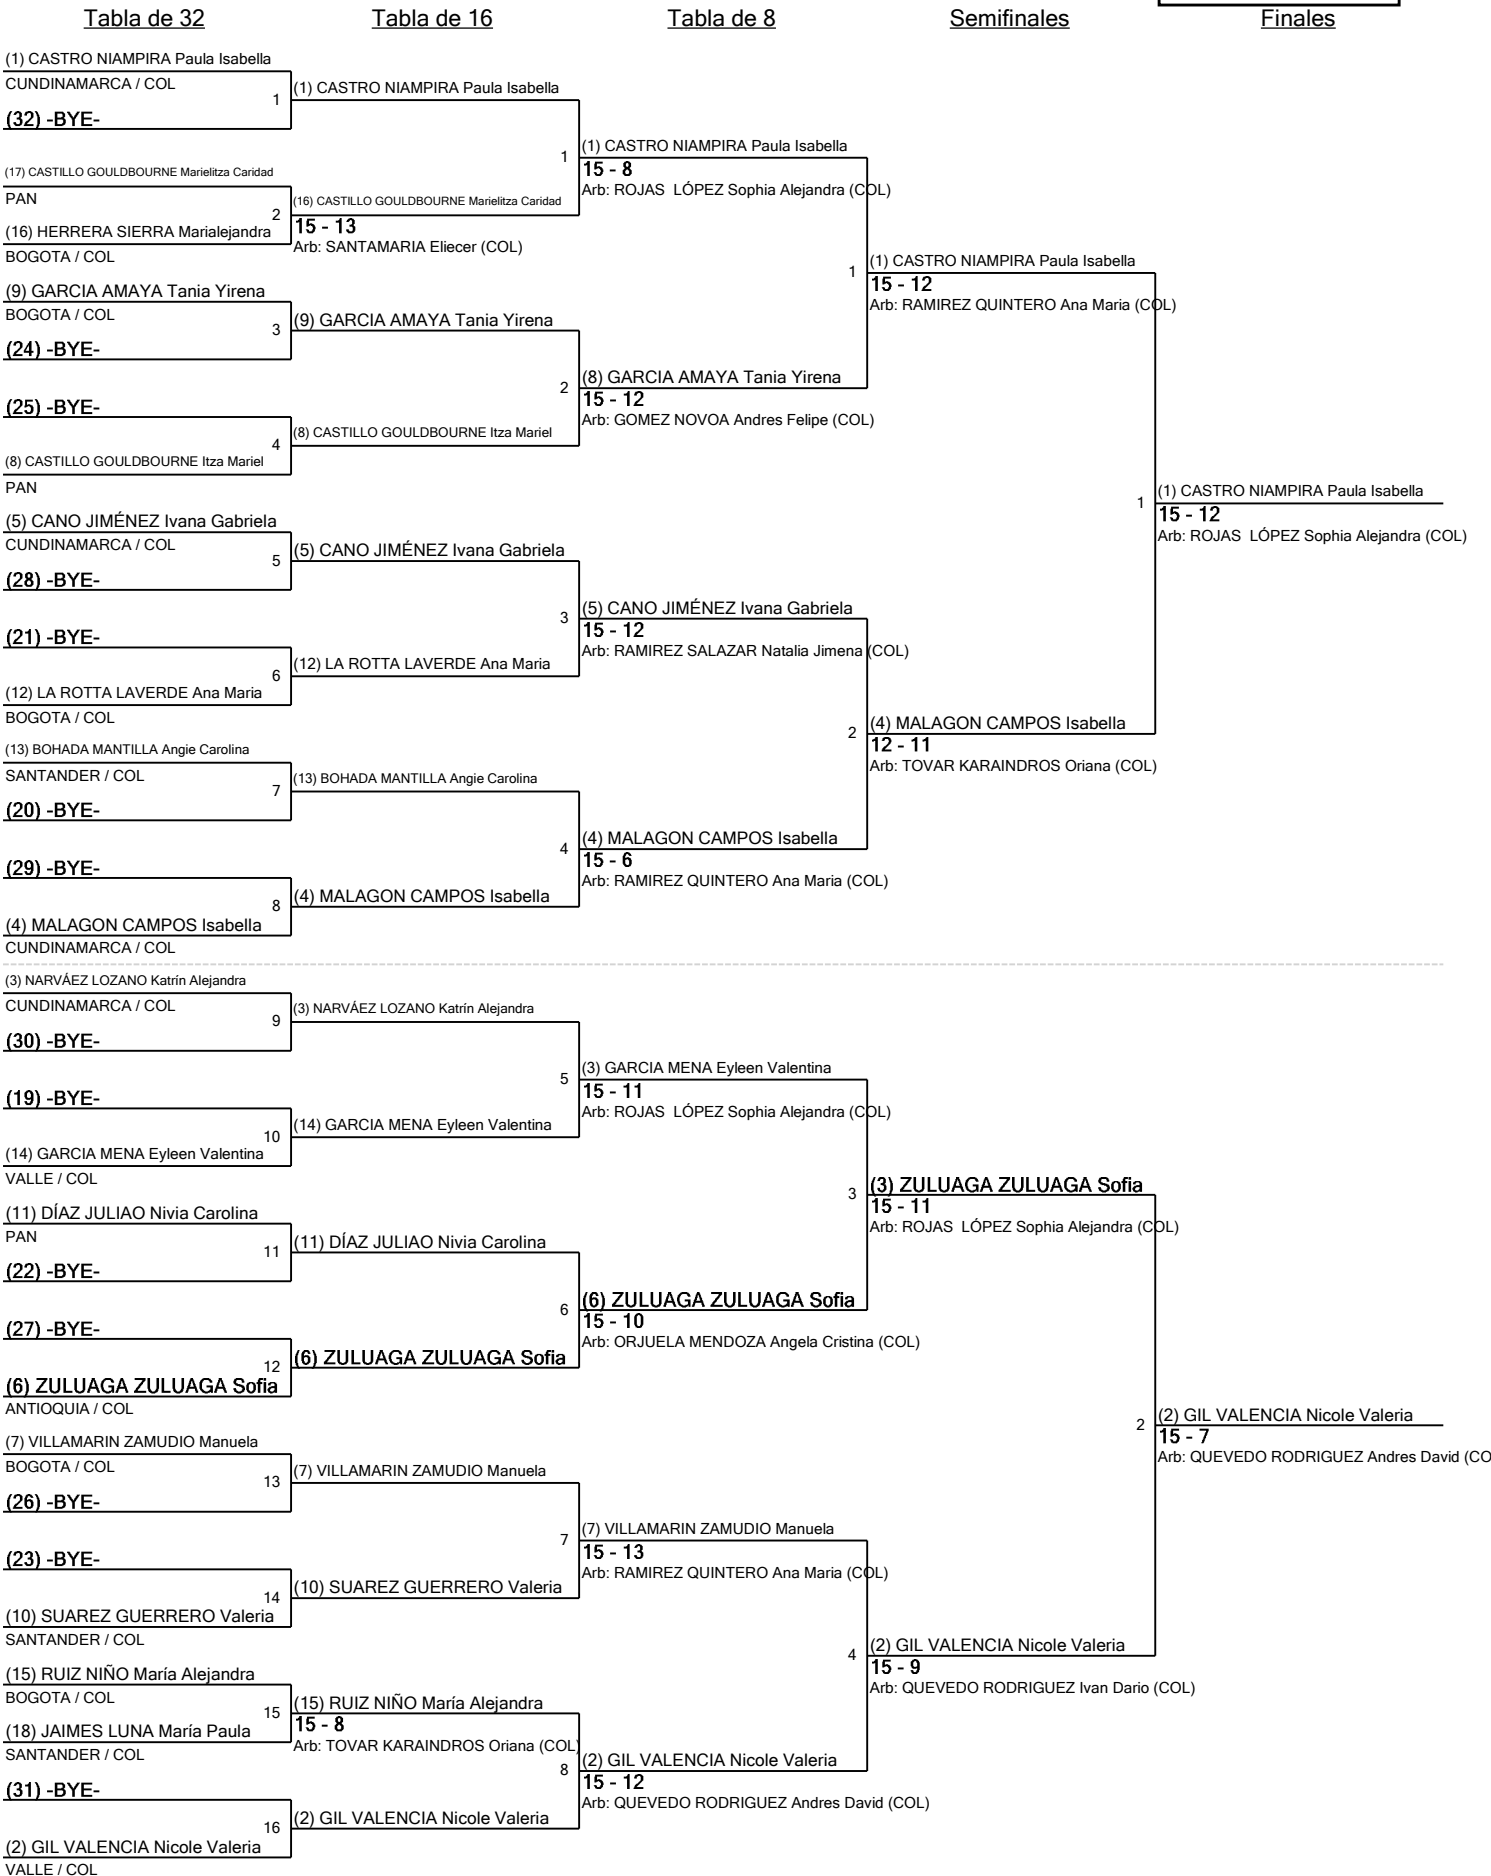 Tabla de 32
Tabla de 16
Tabla de 8
Semifinales
Finales
(1) CASTRO NIAMPIRA Paula Isabella
CUNDINAMARCA / COL
1
(32) -BYE-
(17) CASTILLO GOULDBOURNE Marielitza Caridad
PAN
2
(16) HERRERA SIERRA Marialejandra
BOGOTA / COL
(9) GARCIA AMAYA Tania Yirena
BOGOTA / COL
3
(24) -BYE-
(25) -BYE-
4
(8) CASTILLO GOULDBOURNE Itza Mariel
PAN
(5) CANO JIMÉNEZ Ivana Gabriela
CUNDINAMARCA / COL
5
(28) -BYE-
(21) -BYE-
6
(12) LA ROTTA LAVERDE Ana Maria
BOGOTA / COL
(13) BOHADA MANTILLA Angie Carolina
SANTANDER / COL
7
(20) -BYE-
(29) -BYE-
8
(4) MALAGON CAMPOS Isabella
CUNDINAMARCA / COL
(3) NARVÁEZ LOZANO Katrín Alejandra
CUNDINAMARCA / COL
9
(30) -BYE-
(19) -BYE-
10
(14) GARCIA MENA Eyleen Valentina
VALLE / COL
(11) DÍAZ JULIAO Nivia Carolina
PAN
11
(22) -BYE-
(27) -BYE-
12
(6) ZULUAGA ZULUAGA Sofia
ANTIOQUIA / COL
(7) VILLAMARIN ZAMUDIO Manuela
BOGOTA / COL
13
(26) -BYE-
(23) -BYE-
14
(10) SUAREZ GUERRERO Valeria
SANTANDER / COL
(15) RUIZ NIÑO María Alejandra
BOGOTA / COL
15
(18) JAIMES LUNA María Paula
SANTANDER / COL
(31) -BYE-
16
(2) GIL VALENCIA Nicole Valeria
VALLE / COL
(1) CASTRO NIAMPIRA Paula Isabella
1
(16) CASTILLO GOULDBOURNE Marielitza Caridad
15 - 13
Arb: SANTAMARIA Eliecer (COL)
(9) GARCIA AMAYA Tania Yirena
2
(8) CASTILLO GOULDBOURNE Itza Mariel
(5) CANO JIMÉNEZ Ivana Gabriela
3
(12) LA ROTTA LAVERDE Ana Maria
(13) BOHADA MANTILLA Angie Carolina
4
(4) MALAGON CAMPOS Isabella
(3) NARVÁEZ LOZANO Katrín Alejandra
5
(14) GARCIA MENA Eyleen Valentina
(11) DÍAZ JULIAO Nivia Carolina
6
(6) ZULUAGA ZULUAGA Sofia
(7) VILLAMARIN ZAMUDIO Manuela
7
(10) SUAREZ GUERRERO Valeria
(15) RUIZ NIÑO María Alejandra
15 - 8
Arb: TOVAR KARAINDROS Oriana (COL)
8
(2) GIL VALENCIA Nicole Valeria
(1) CASTRO NIAMPIRA Paula Isabella
15 - 8
Arb: ROJAS  LÓPEZ Sophia Alejandra (COL)
1
(8) GARCIA AMAYA Tania Yirena
15 - 12
Arb: GOMEZ NOVOA Andres Felipe (COL)
(5) CANO JIMÉNEZ Ivana Gabriela
15 - 12
Arb: RAMIREZ SALAZAR Natalia Jimena (COL)
2
(4) MALAGON CAMPOS Isabella
15 - 6
Arb: RAMIREZ QUINTERO Ana Maria (COL)
(3) GARCIA MENA Eyleen Valentina
15 - 11
Arb: ROJAS  LÓPEZ Sophia Alejandra (COL)
3
(6) ZULUAGA ZULUAGA Sofia
15 - 10
Arb: ORJUELA MENDOZA Angela Cristina (COL)
(7) VILLAMARIN ZAMUDIO Manuela
15 - 13
Arb: RAMIREZ QUINTERO Ana Maria (COL)
4
(2) GIL VALENCIA Nicole Valeria
15 - 12
Arb: QUEVEDO RODRIGUEZ Andres David (COL)
(1) CASTRO NIAMPIRA Paula Isabella
15 - 12
Arb: RAMIREZ QUINTERO Ana Maria (COL)
1
(4) MALAGON CAMPOS Isabella
12 - 11
Arb: TOVAR KARAINDROS Oriana (COL)
(3) ZULUAGA ZULUAGA Sofia
15 - 11
Arb: ROJAS  LÓPEZ Sophia Alejandra (COL)
2
(2) GIL VALENCIA Nicole Valeria
15 - 9
Arb: QUEVEDO RODRIGUEZ Ivan Dario (COL)
(1) CASTRO NIAMPIRA Paula Isabella
15 - 12
Arb: ROJAS  LÓPEZ Sophia Alejandra (COL)
(2) GIL VALENCIA Nicole Valeria
15 - 7
Arb: QUEVEDO RODRIGUEZ Andres David (CO